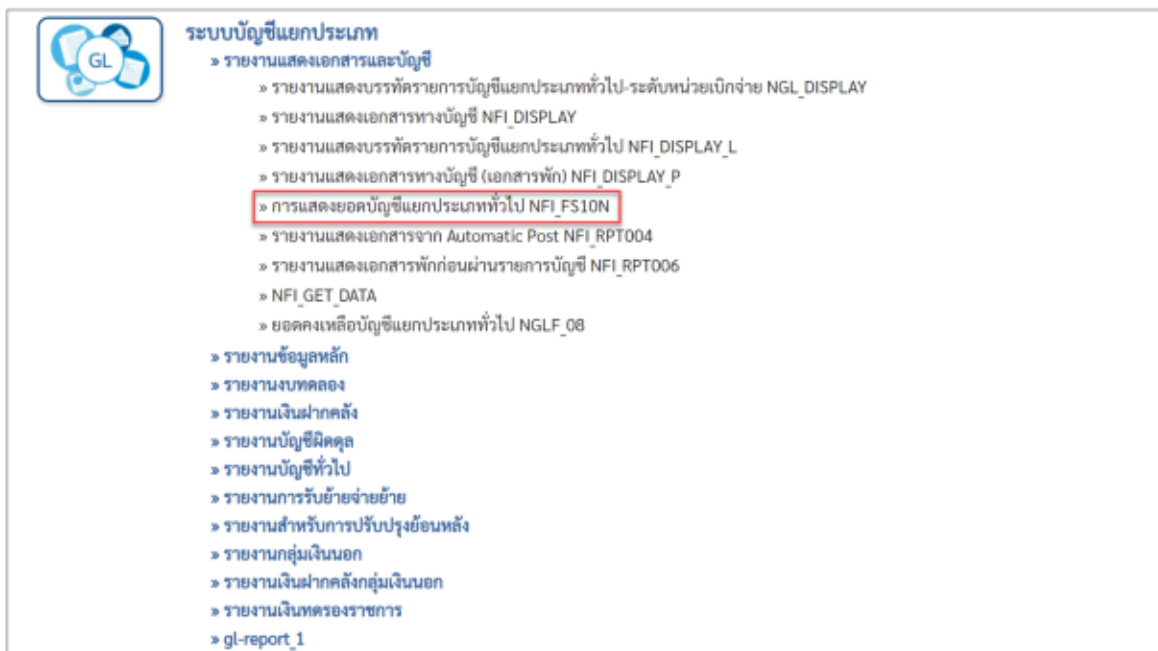 GL
ระบบบัญชีแยกประเภท
» รายงานแสดงเอกสารและบัญชี
» รายงานแสดงบรรทัดรายการบัญชีแยกประเภททั่วไป-ระดับหน่วยเบิกจ่าย NGL_DISPLAY
» รายงานแสดงเอกสารทางบัญชี NFI_DISPLAY
» รายงานแสดงบรรทัดรายการบัญชีแยกประเภททั่วไป NFI_DISPLAY_L
» รายงานแสดงเอกสารทางบัญชี (เอกสารพัก) NFI_DISPLAY_P
» การแสดงยอดบัญชีแยกประเภททั่วไป NFI_FS10N
» รายงานแสดงเอกสารจาก Automatic Post NFI_RPT004
» รายงานแสดงเอกสารพักก่อนผ่านรายการบัญชี NFI_RPT006
» NFI_GET_DATA
» ยอดคงเหลือบัญชีแยกประเภททั่วไป NGLF_08
» รายงานข้อมูลหลัก
» รายงานงบทดลอง
» รายงานเงินฝากคลัง
» รายงานบัญชีผิดดุล
» รายงานบัญชีทั่วไป
» รายงานการรับย้ายจ่ายย้าย
» รายงานสำหรับการปรับปรุงย้อนหลัง
» รายงานกลุ่มเงินนอก
» รายงานเงินฝากคลังกลุ่มเงินนอก
» รายงานเงินทดรองราชการ
» gl-report_1